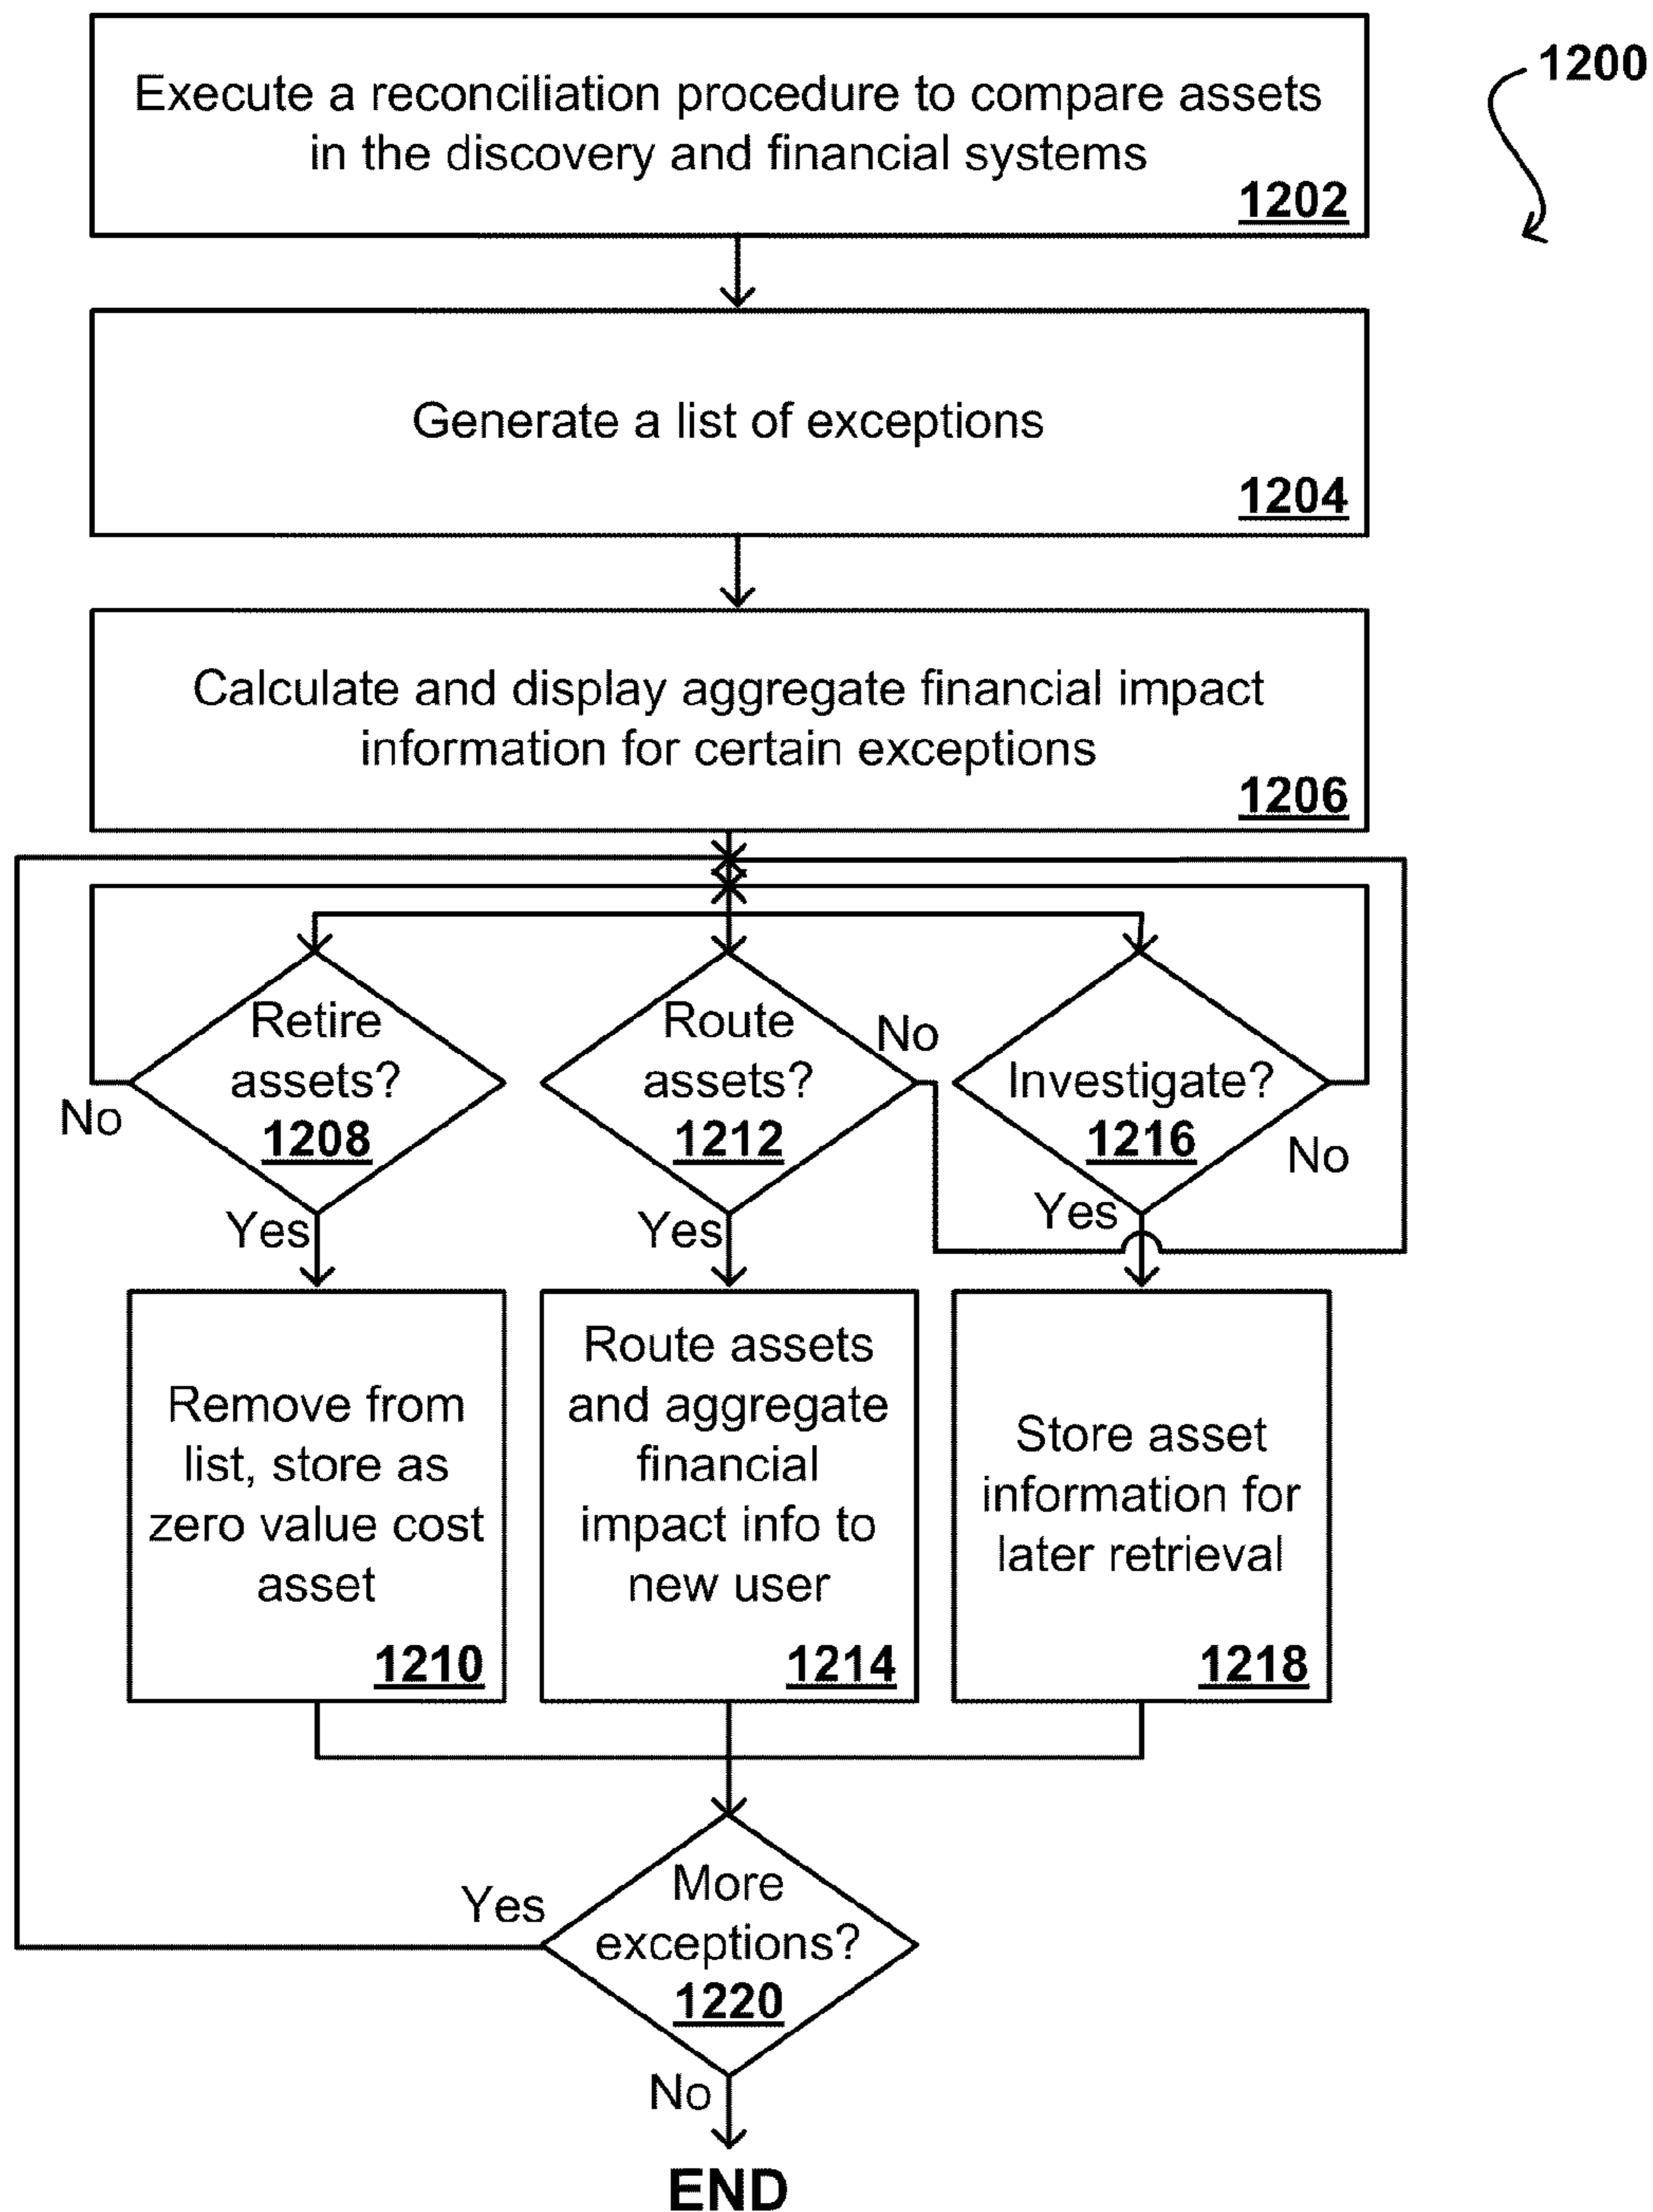 1200
Execute a reconciliation procedure to compare assets
in the discovery and financial systems
1202
Generate a list of exceptions
1204
Calculate and display aggregate financial impact
information for certain exceptions
1206
Retire
assets?
1208
No
Yes
Route
assets?
1212
No
Yes
Investigate?
1216
No
Yes
Remove from
list, store as
zero value cost
asset
1210
Route assets
and aggregate
financial
impact info to
new user
1214
Store asset
information for
later retrieval
1218
More
exceptions?
1220
Yes
No
END